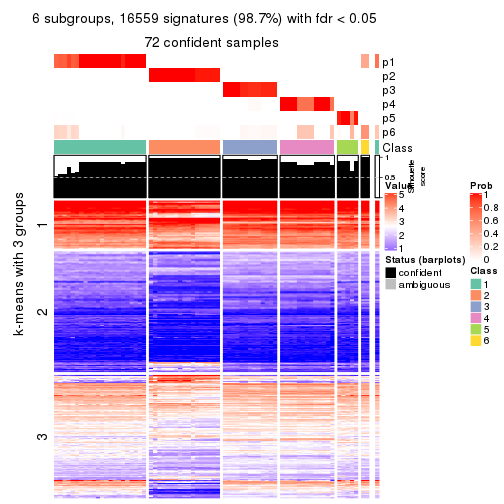 6 subgroups, 16559 signatures (98.7%) with fdr < 0.05
72 confident samples
p1
p2
p3
p4
p5
p6
Class
1
0.5
0
Silhouette
score
k-means with 3 groups
1
2
3
Value
5
4
3
2
1
Status (barplots)
confident
ambiguous
Prob
1
0.8
0.6
0.4
0.2
0
Class
1
2
3
4
5
6